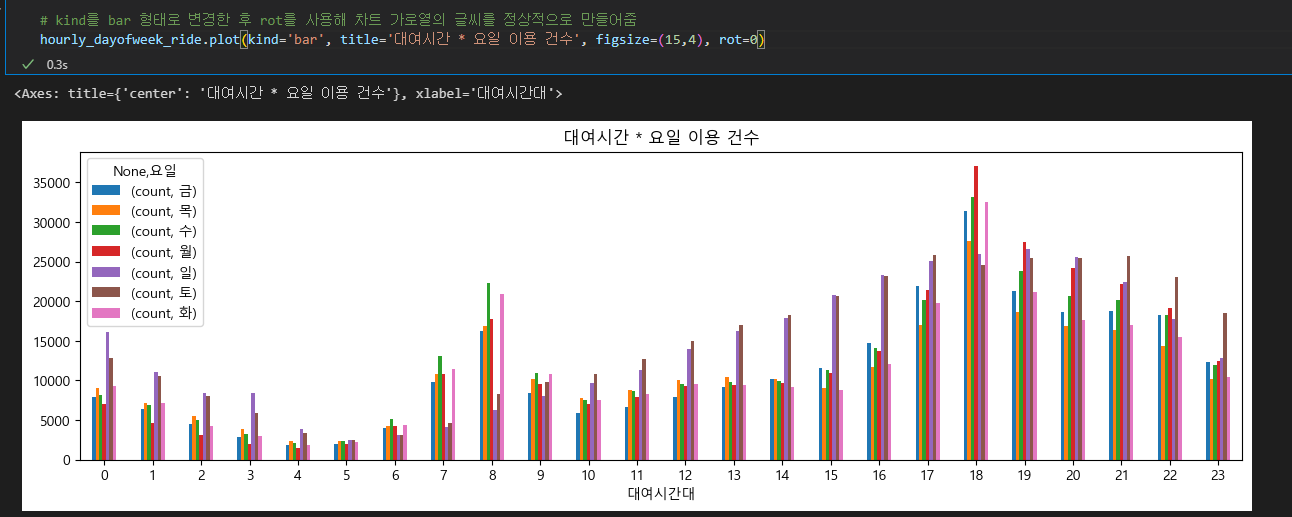 # kind를 bar 형태로 변경한 후 rot를 사용해 차트 가로열의 글씨를 정상적으로 만들어줌
hourly_dayofweek_ride.plot(kind='bar', title='대여시간 * 요일 이용 건수', figsize=(15,4), rot=0)
✓ 0.3s
<Axes: title={'center': '대여시간 * 요일 이용 건수'}, xlabel='대여시간대'>
대여시간 * 요일 이용 건수
None,요일
(count, 금)
(count, 목)
(count, 수)
(count, 월)
(count, 일)
(count, 토)
(count, 화)
35000
30000
25000
20000
15000
10000
5000
0
0 1 2 3 4 5 6 7 8 9 10 11 12 13 14 15 16 17 18 19 20 21 22 23
대여시간대